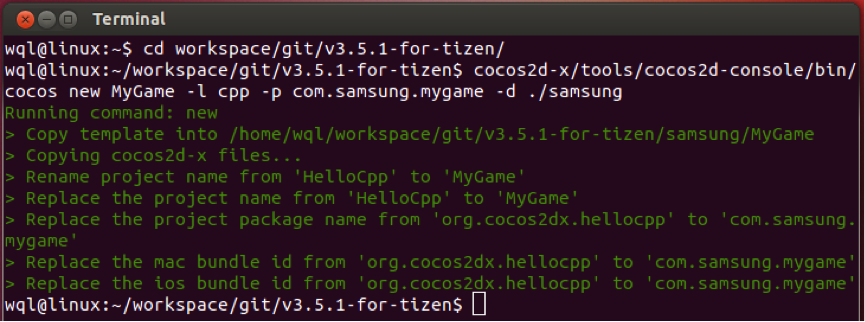 Terminal
wql@linux:~$ cd workspace/git/v3.5.1-for-tizen/
wql@linux:~/workspace/git/v3.5.1-for-tizen$ cocos2d-x/tools/cocos2d-console/bin/
cocos new MyGame -l cpp -p com.samsung.mygame -d ./samsung
Running command: new
> Copy template into /home/wql/workspace/git/v3.5.1-for-tizen/samsung/MyGame
> Copying cocos2d-x files...
> Rename project name from 'HelloCpp' to 'MyGame'
> Replace the project name from 'HelloCpp' to 'MyGame'
> Replace the project package name from 'org.cocos2dx.hellocpp' to 'com.samsung.
mygame'
> Replace the mac bundle id from 'org.cocos2dx.hellocpp' to 'com.samsung.mygame'
> Replace the ios bundle id from 'org.cocos2dx.hellocpp' to 'com.samsung.mygame'
wql@linux:~/workspace/git/v3.5.1-for-tizen$